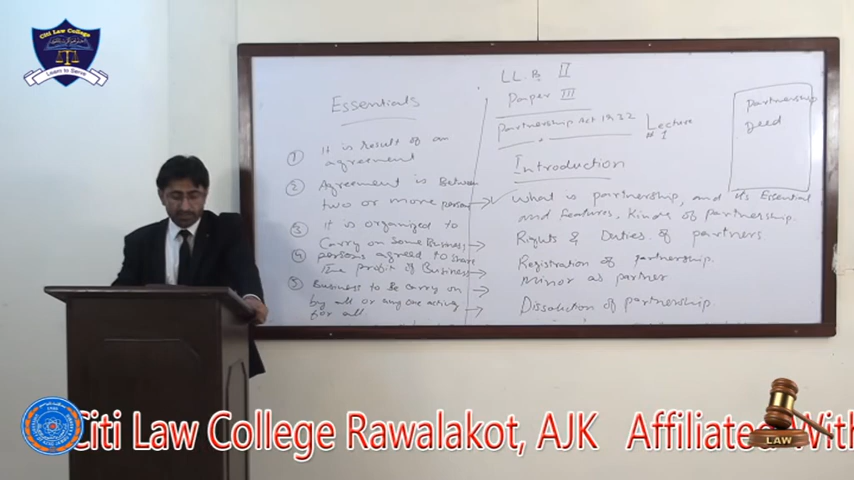 Citi Law College
Learn to Serve
Essentials
① It is result of an
agreement
② Agreement is Between
two or more person
③ It is organized to
Carry on some Business
④ persons agreed to share
The profit of Business
⑤ Business to be carry on
by all or any one acting
for all
LL.B II
Paper III
Partnership Act 1922
Lecture
# 1
Introduction
What is partnership, and its Essential
and features. Kinds of partnership.
Rights & Duties of partners
Registration of partnership.
Minor as partner
Dissolution of partnership.
partnership
Deed
Citi Law College Rawalakot, AJK Affiliated With
LAW